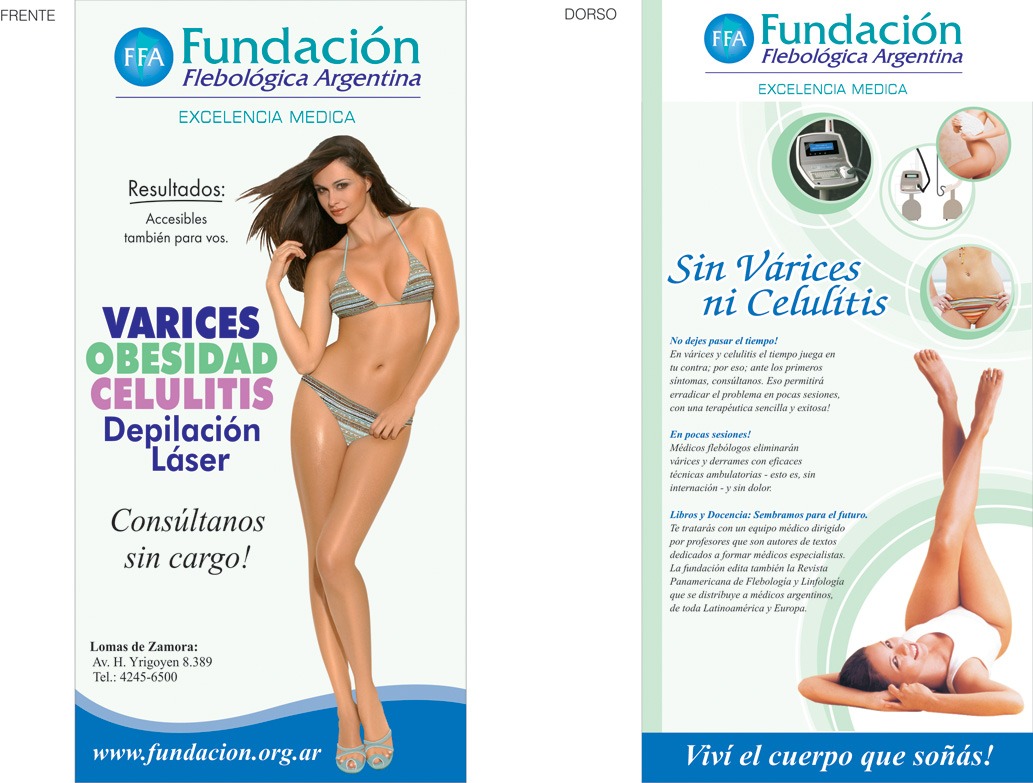 FRENTE
FFA
Fundación
Flebológica Argentina
EXCELENCIA MEDICA
Resultados:
Accesibles
también para vos.
VARICES
OBESIDAD
CELULITIS
Depilación
Láser
Consúltanos
sin cargo!
Lomas de Zamora:
Av. H. Yrigoyen 8.389
Tel.: 4245-6500
www.fundacion.org.ar
DORSO
FFA
Fundación
Flebológica Argentina
EXCELENCIA MEDICA
Sin Várices
ni Celulítis
No dejes pasar el tiempo!
En várices y celulitis el tiempo juega en
tu contra; por eso; ante los primeros
síntomas, consúltanos. Eso permitirá
erradicar el problema en pocas sesiones,
con una terapéutica sencilla y exitosa!
En pocas sesiones!
Médicos flebólogos eliminarán
várices y derrames con eficaces
técnicas ambulatorias - esto es, sin
internación - y sin dolor.
Libros y Docencia: Sembramos para el futuro.
Te tratarás con un equipo médico dirigido
por profesores que son autores de textos
dedicados a formar médicos especialistas.
La fundación edita también la Revista
Panamericana de Flebología y Linfología
que se distribuye a médicos argentinos,
de toda Latinoamérica y Europa.
Viví el cuerpo que soñás!